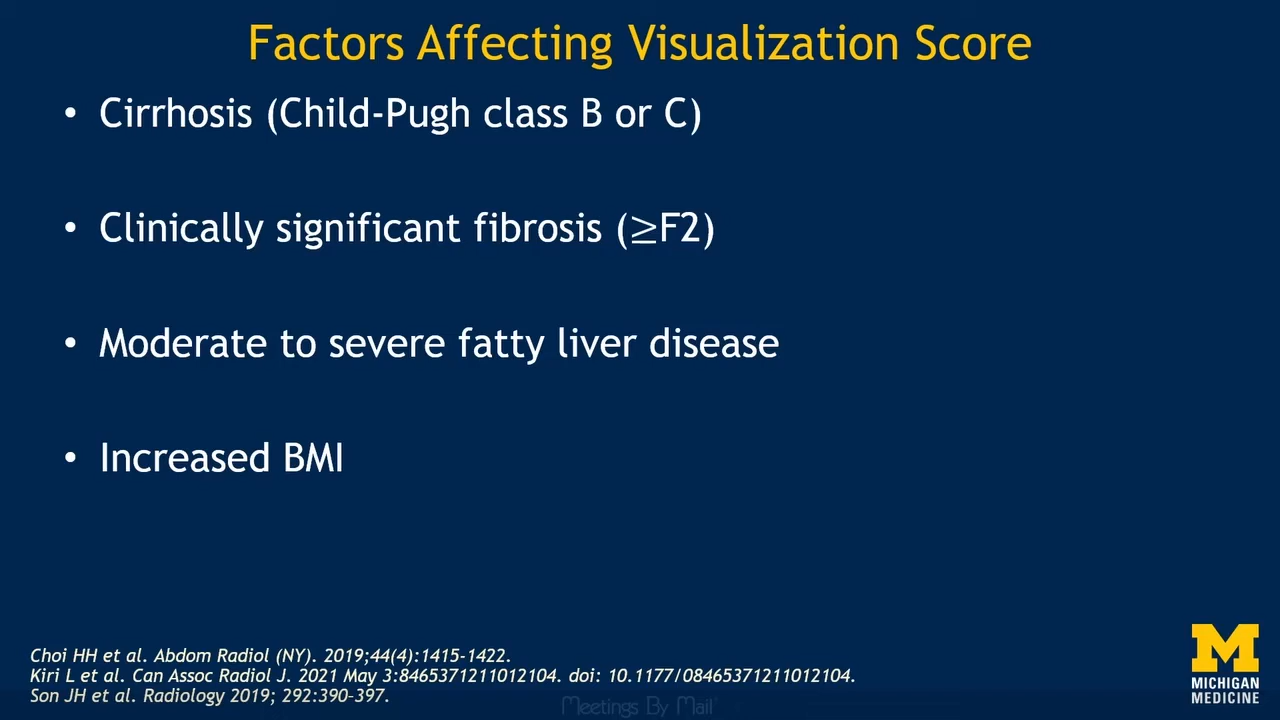 Factors Affecting Visualization Score
• Cirrhosis (Child-Pugh class B or C)
• Clinically significant fibrosis (≥F2)
• Moderate to severe fatty liver disease
• Increased BMI
Choi HH et al. Abdom Radiol (NY). 2019;44(4):1415-1422.
Kiri L et al. Can Assoc Radiol J. 2021 May 3:8465371211012104. doi: 10.1177/08465371211012104.
Son JH et al. Radiology 2019; 292:390–397.
Meetings By Mail
M
MICHIGAN
MEDICINE